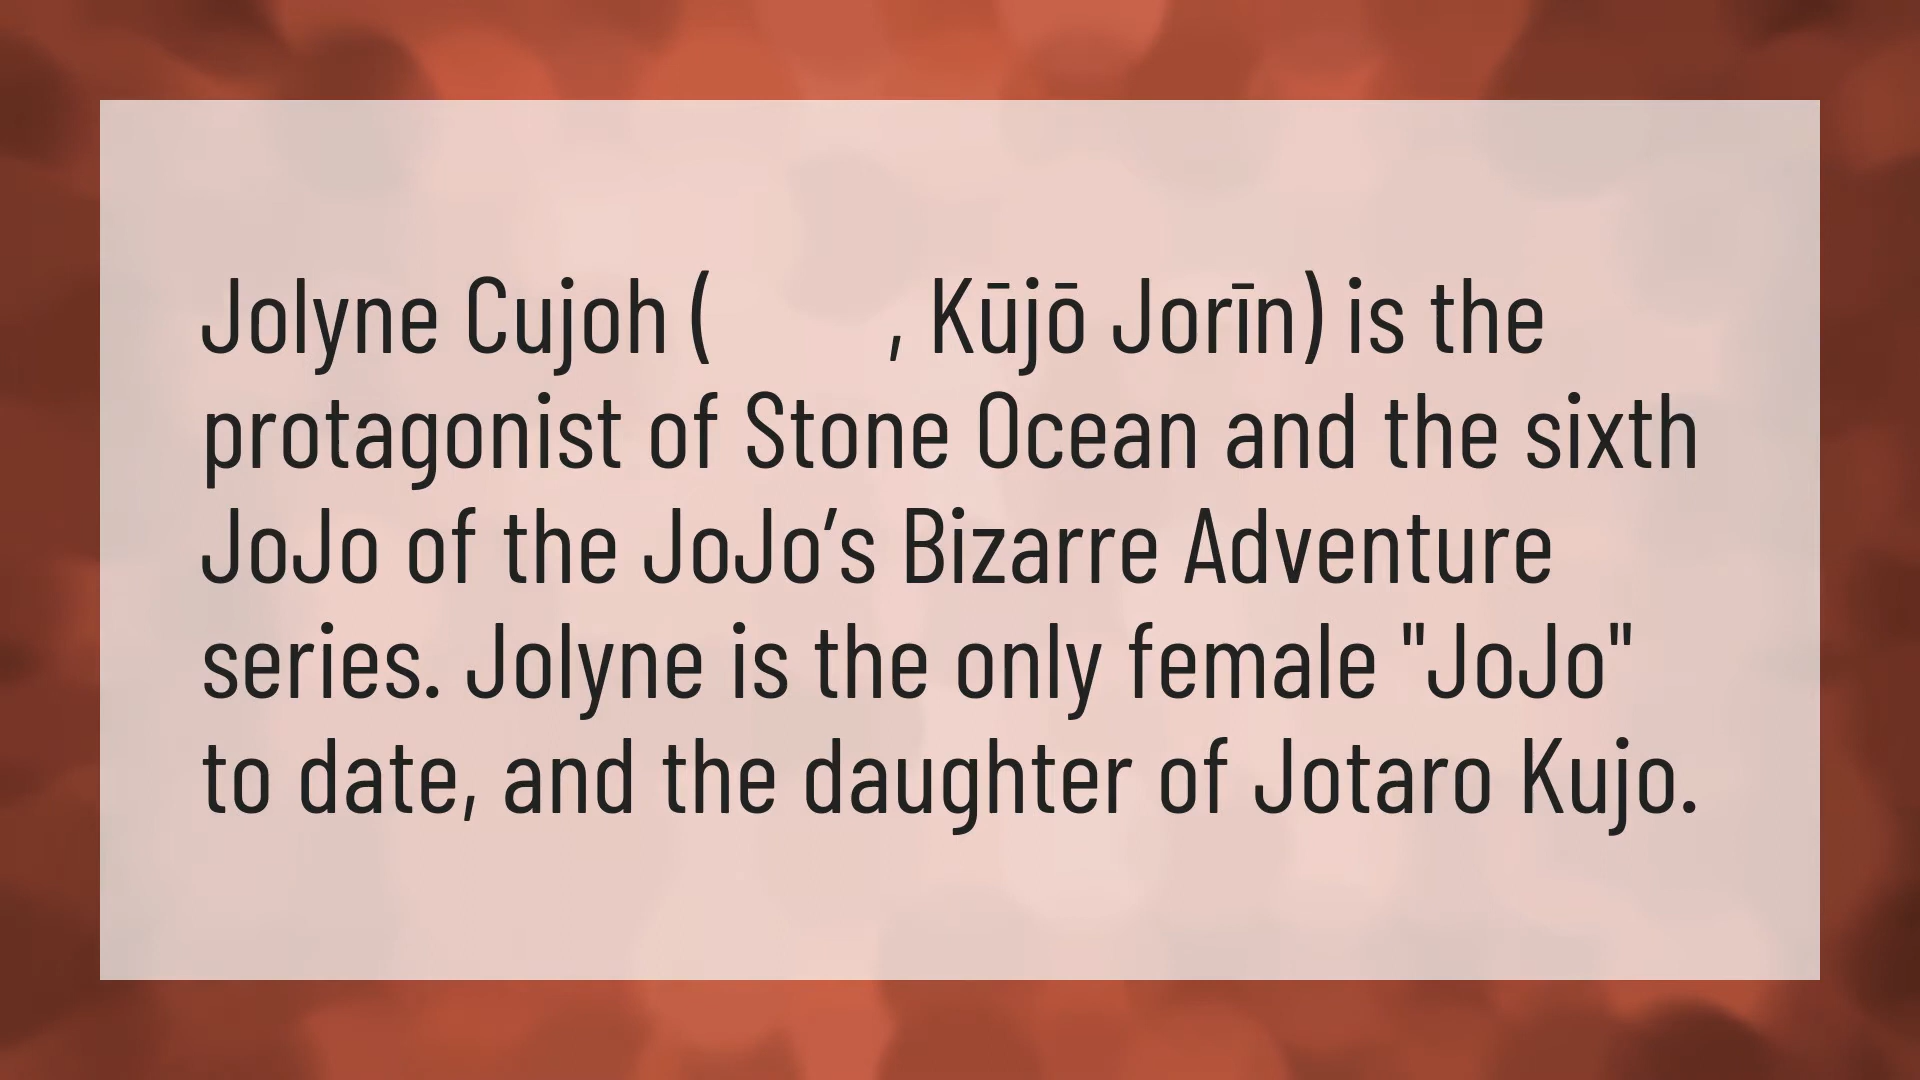 Jolyne Cujoh ( , Kūjō Jorīn) is the
protagonist of Stone Ocean and the sixth
JoJo of the JoJo’s Bizarre Adventure
series. Jolyne is the only female "JoJo"
to date, and the daughter of Jotaro Kujo.